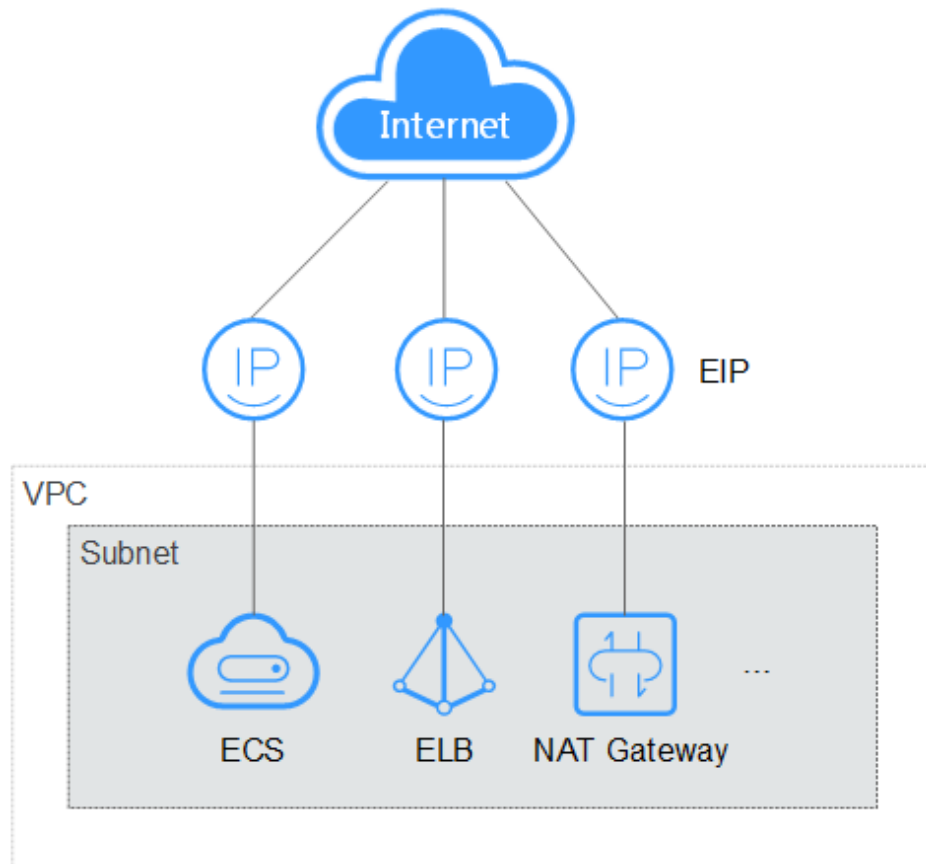 Internet
IP
IP
IP
EIP
VPC
Subnet
...
ECS
ELB
NAT Gateway